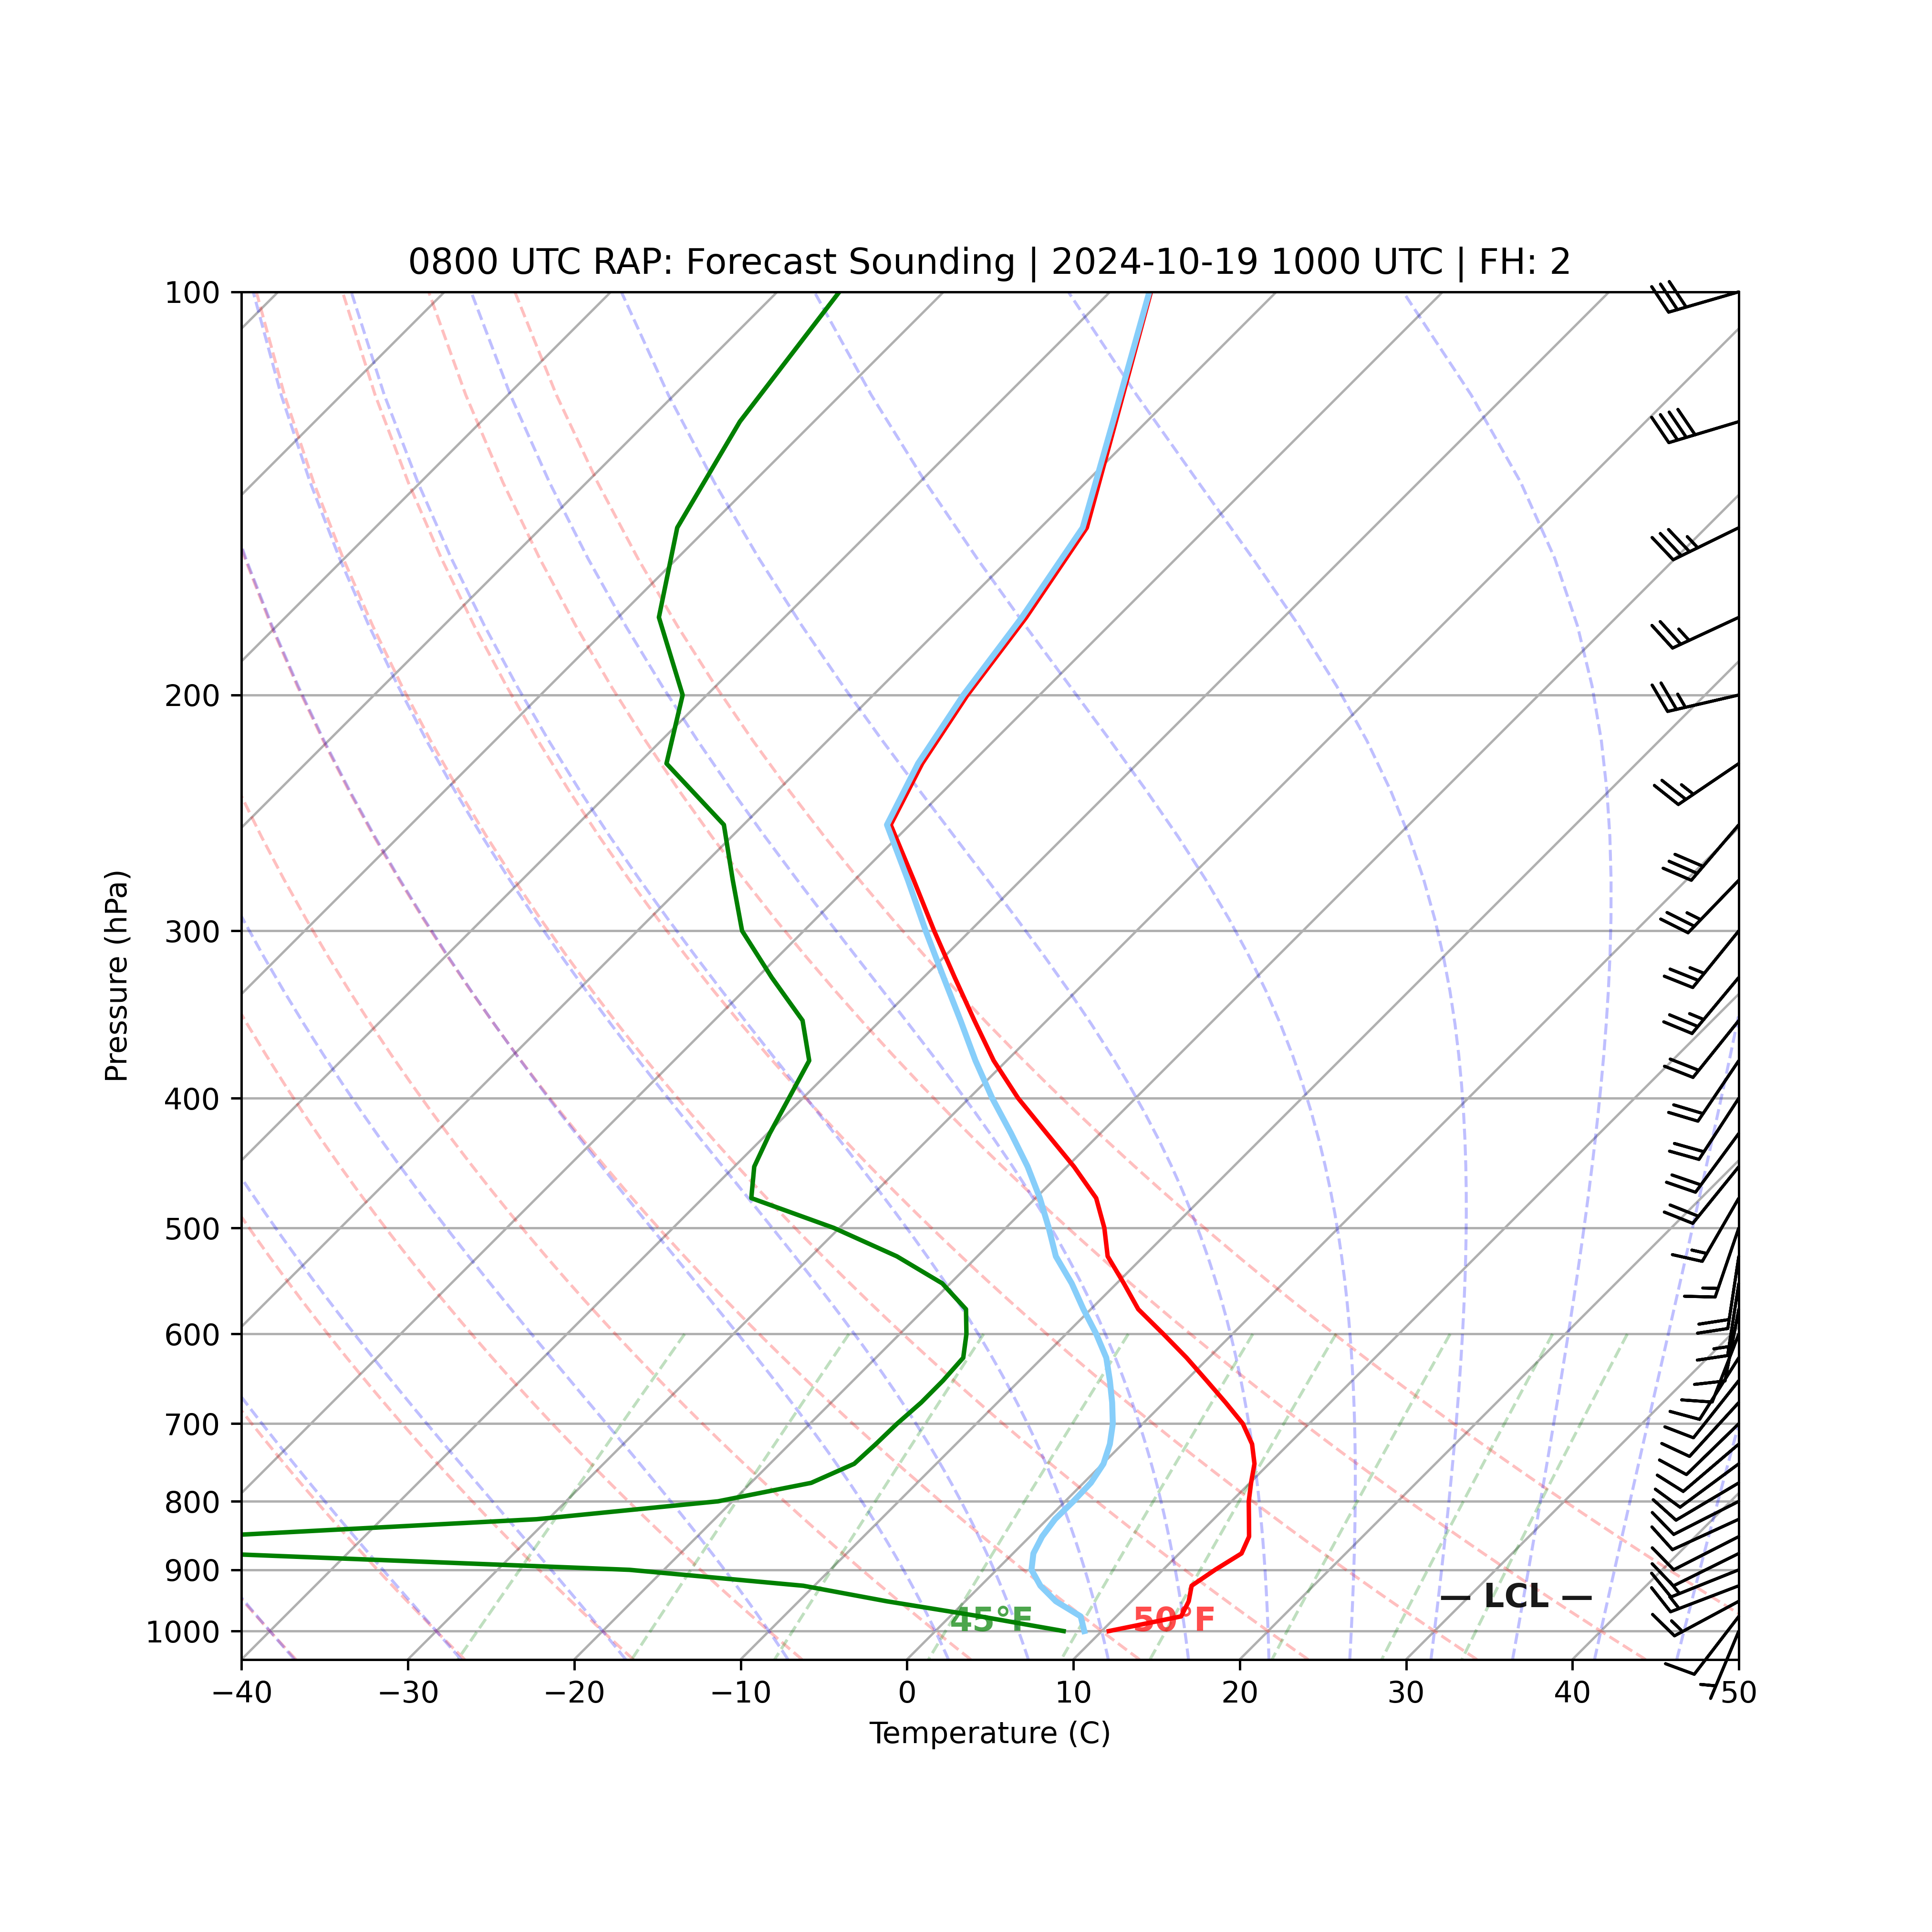 0800 UTC RAP: Forecast Sounding | 2024-10-19 1000 UTC | FH: 2
100
200
300
400
500
600
700
800
900
1000
Pressure (hPa)
— LCL —
45°F
50°F
−40 −30 −20 −10 0 10 20 30 40 50
Temperature (C)